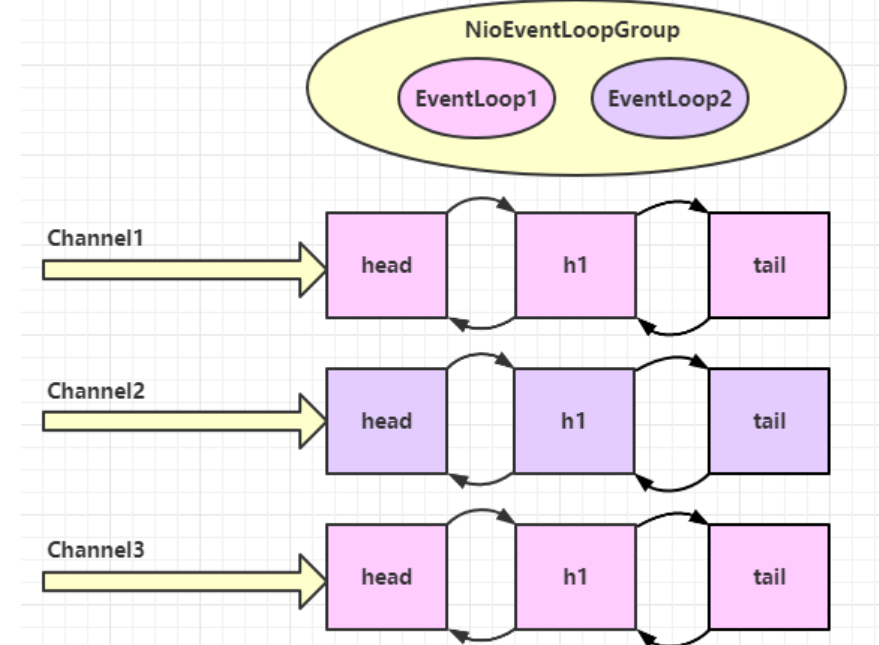 NioEventLoopGroup
EventLoop1 EventLoop2
Channel1
head h1 tail
Channel2
head h1 tail
Channel3
head h1 tail